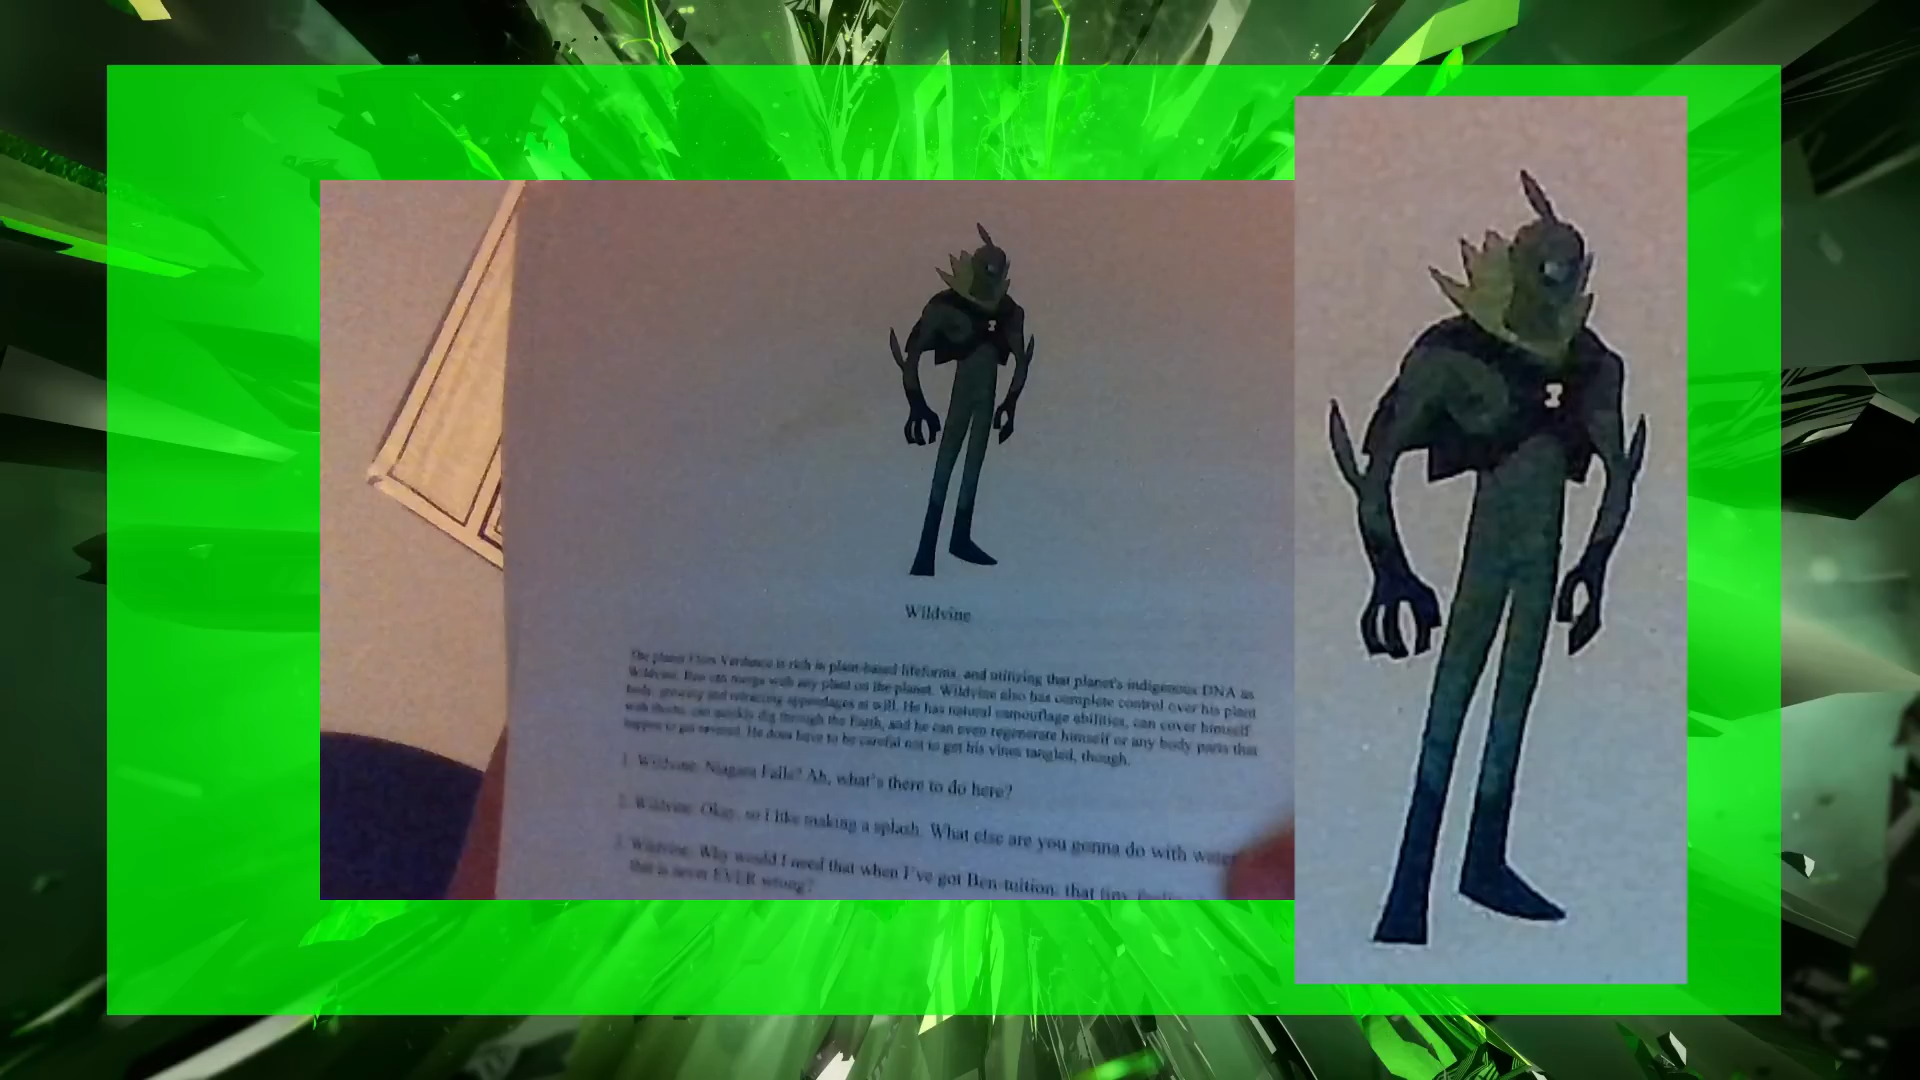 Wildvine
The planet Flors Verdance is rich in plant-based lifeforms, and utilizing that planet's indigenous DNA as
Wildvine, Ben can merge with any plant on the planet. Wildvine also has complete control over his plant
body, growing and retracting appendages at will. He has natural camouflage abilities, can cover himself
with thorns, can quickly dig through the Earth, and he can even regenerate himself or any body parts that
happen to get severed. He does have to be careful not to get his vines tangled, though.
1. Wildvine: Niagara Falls? Ah, what's there to do here?
2. Wildvine: Okay, so I like making a splash. What else are you gonna do with water
3. Wildvine: Why would I need that when I've got Ben-tuition, that tiny
that is never EVER wrong?